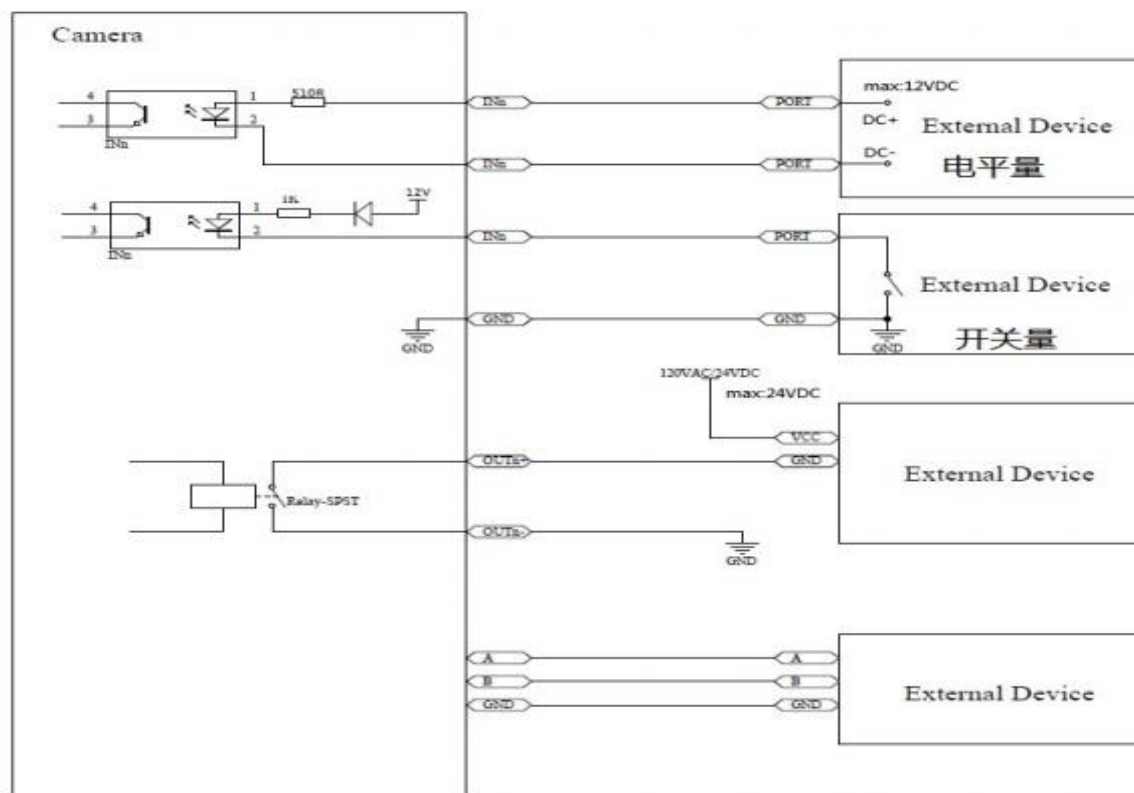 Camera
4
3
INn
1
2
510R
INn
INn
PORT
PORT
max:12VDC
DC+
DC-
External Device
电平量
4
3
INn
1
2
1K
12V
INn
PORT
GND
GND
GND
GND
External Device
开关量
120VAC/24VDC
max:24VDC
VCC
GND
External Device
Ralay-SPST
OUTn+
OUTn-
GND
A
B
GND
A
B
GND
External Device